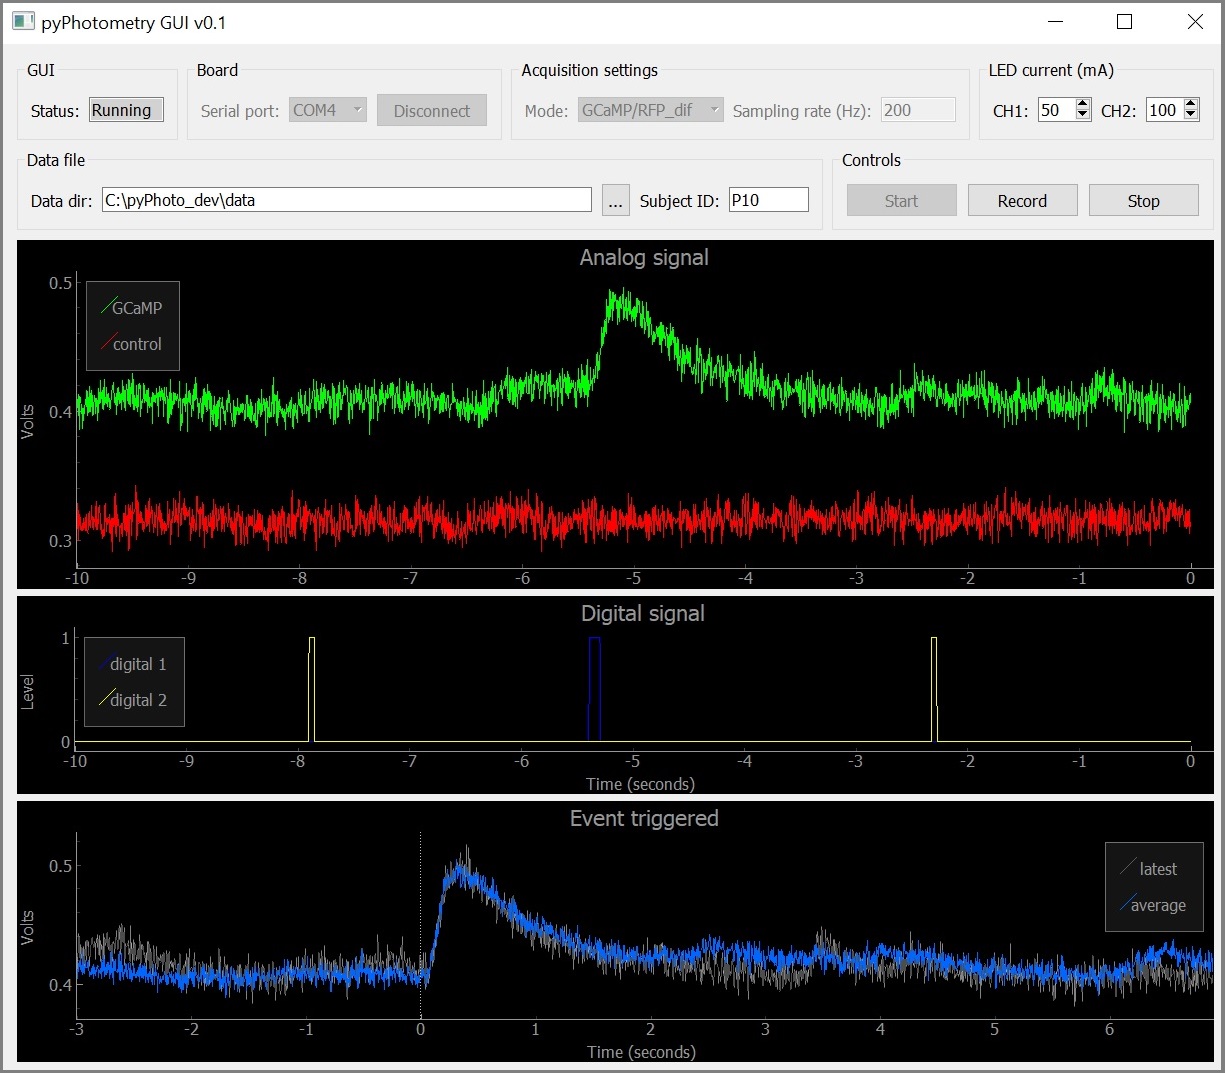 pyPhotometry GUI v0.1
GUI
Board
Acquisition settings
LED current (mA)
Status: Running
Serial port: COM4 Disconnect
Mode: GCaMP/RFP_dif Sampling rate (Hz): 200
CH1: 50 CH2: 100
Data file
Controls
Data dir: C:\pyPhoto_dev\data ... Subject ID: P10
Start Record Stop
Analog signal
0.5
GCaMP
control
0.4
Volts
0.3
-10 -9 -8 -7 -6 -5 -4 -3 -2 -1 0
Digital signal
1
digital 1
digital 2
Level
0
-10 -9 -8 -7 -6 -5 -4 -3 -2 -1 0
Time (seconds)
Event triggered
0.5
latest
average
Volts
0.4
-3 -2 -1 0 1 2 3 4 5 6
Time (seconds)